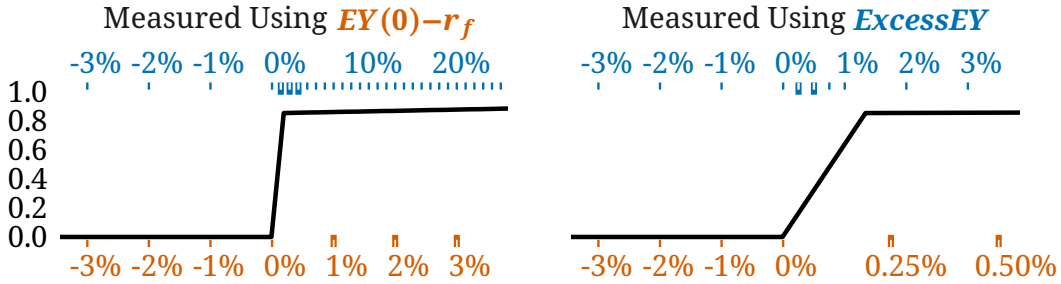 Measured Using EY(0)−r_f
Measured Using ExcessEY
-3% -2% -1% 0% 10% 20%
-3% -2% -1% 0% 1% 2% 3%
1.0
0.8
0.6
0.4
0.2
0.0
-3% -2% -1% 0% 1% 2% 3%
-3% -2% -1% 0% 0.25% 0.50%